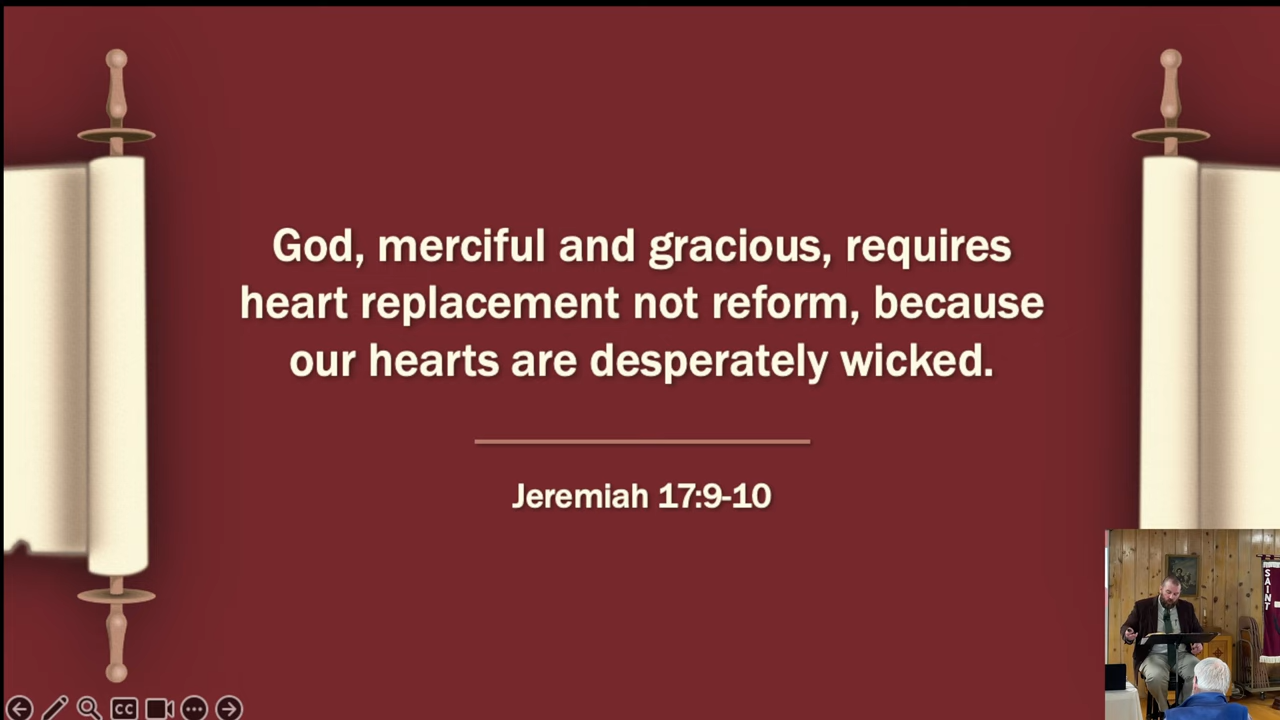 God, merciful and gracious, requires
heart replacement not reform, because
our hearts are desperately wicked.
Jeremiah 17:9-10
CC
SAINT